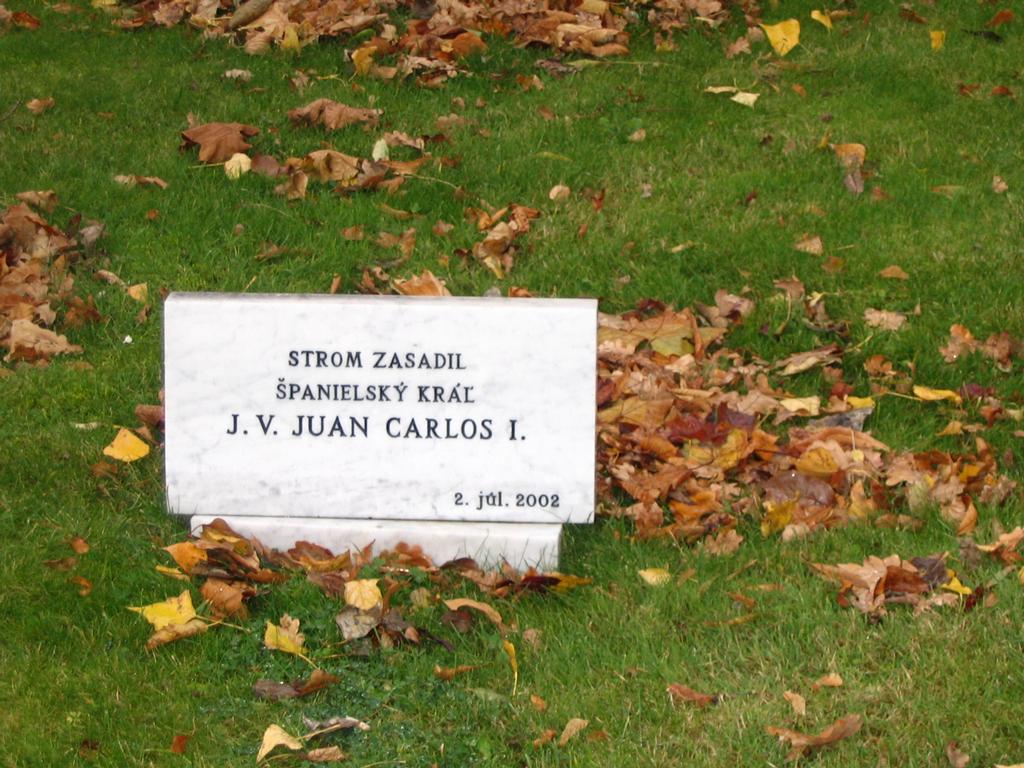 STROM ZASADIL
ŠPANIELSKÝ KRÁĽ
J. V. JUAN CARLOS I.
2. júl. 2002